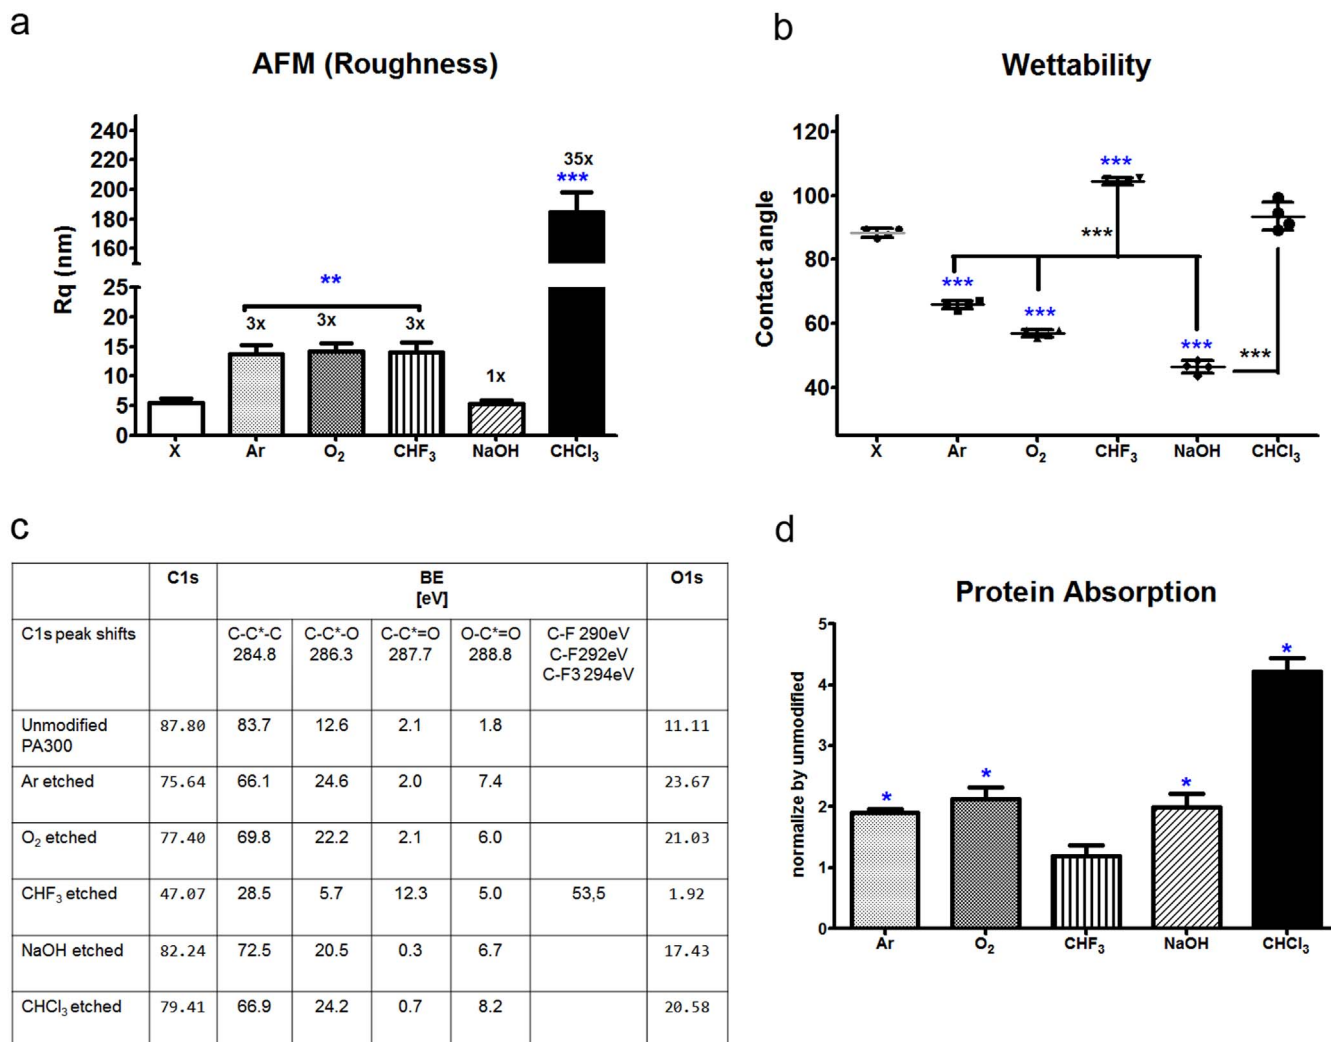 a
AFM (Roughness)
Rq (nm)
240
220
200
180
160
25
20
15
10
5
0
**
3x
3x
3x
1x
35x
***
X
Ar
O2
CHF3
NaOH
CHCl3
b
Wettability
Contact angle
120
100
80
60
40
***
***
***
***
***
***
X
Ar
O2
CHF3
NaOH
CHCl3
c
C1s BE O1s
[eV]
C1s peak shifts C-C*-C C-C*-O C-C*=O O-C*=O C-F 290eV
284.8 286.3 287.7 288.8 C-F292eV
C-F3 294eV
Unmodified 87.80 83.7 12.6 2.1 1.8 11.11
PA300
Ar etched 75.64 66.1 24.6 2.0 7.4 23.67
O2 etched 77.40 69.8 22.2 2.1 6.0 21.03
CHF3 etched 47.07 28.5 5.7 12.3 5.0 53,5 1.92
NaOH etched 82.24 72.5 20.5 0.3 6.7 17.43
CHCl3 etched 79.41 66.9 24.2 0.7 8.2 20.58
d
Protein Absorption
normalize by unmodified
5
4
3
2
1
0
*
*
*
*
Ar
O2
CHF3
NaOH
CHCl3